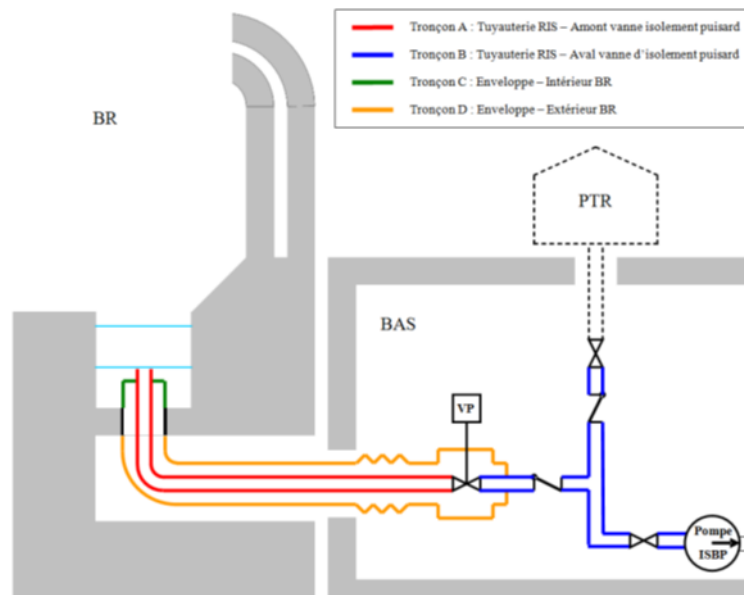 Tronçon A : Tuyauterie RIS – Amont vanne isolement puisard
Tronçon B : Tuyauterie RIS – Aval vanne d'isolement puisard
Tronçon C : Enveloppe – Intérieur BR
Tronçon D : Enveloppe – Extérieur BR
BR
PTR
BAS
VP
Pompe
ISBP